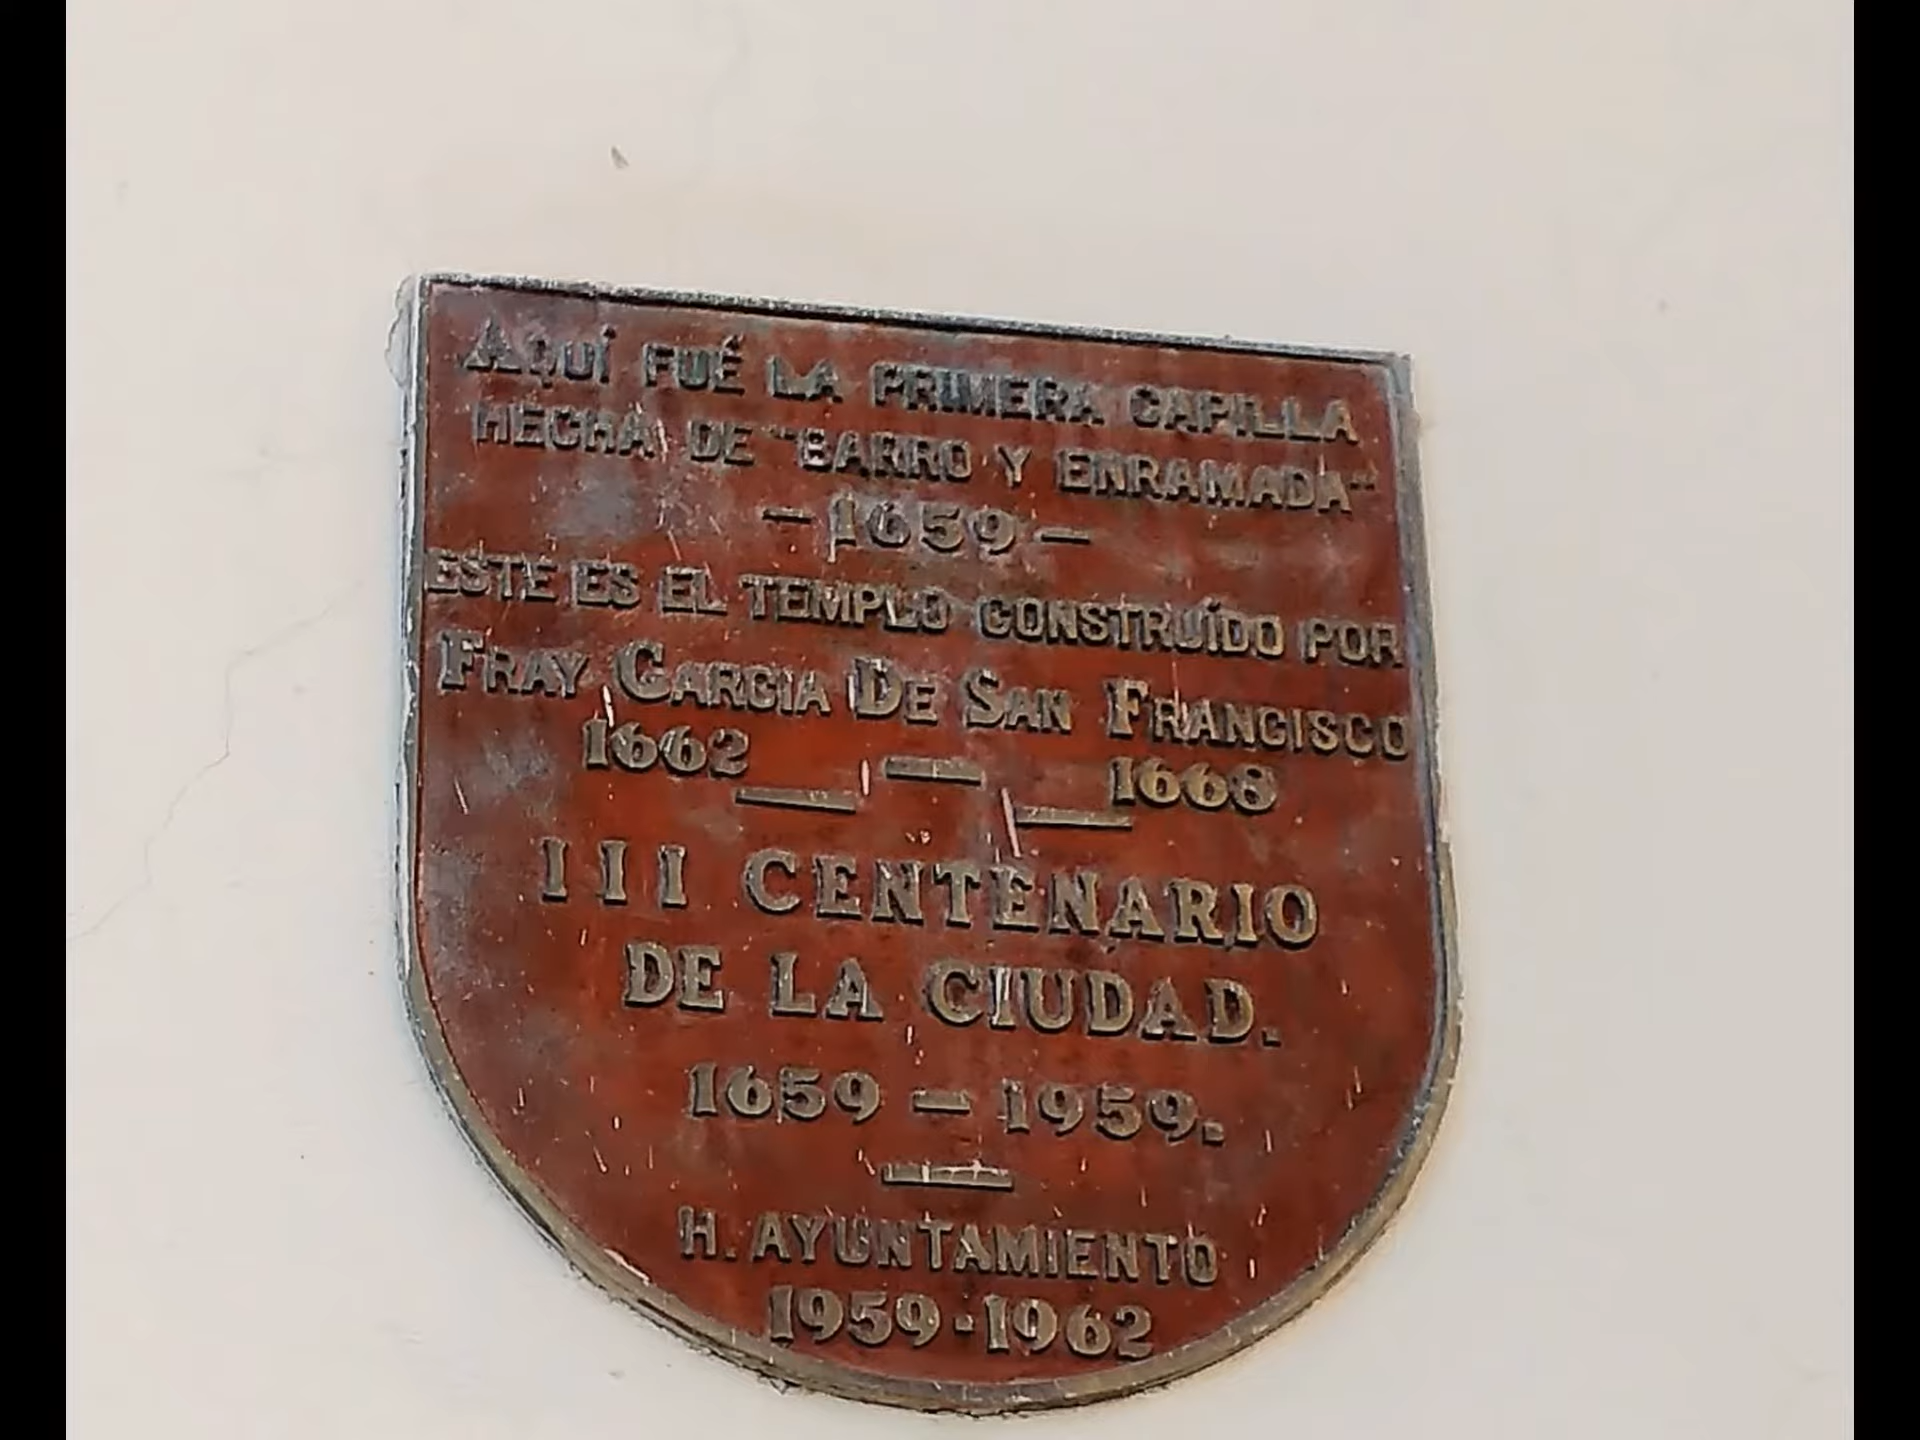 AQUÍ FUÉ LA PRIMERA CAPILLA
HECHA DE "BARRO Y ENRAMADA"
— 1659 —
ESTE ES EL TEMPLO CONSTRUÍDO POR
FRAY GARCIA DE SAN FRANCISCO
1662 — 1668
III CENTENARIO
DE LA CIUDAD.
1659 — 1959.
H. AYUNTAMIENTO
1959-1962